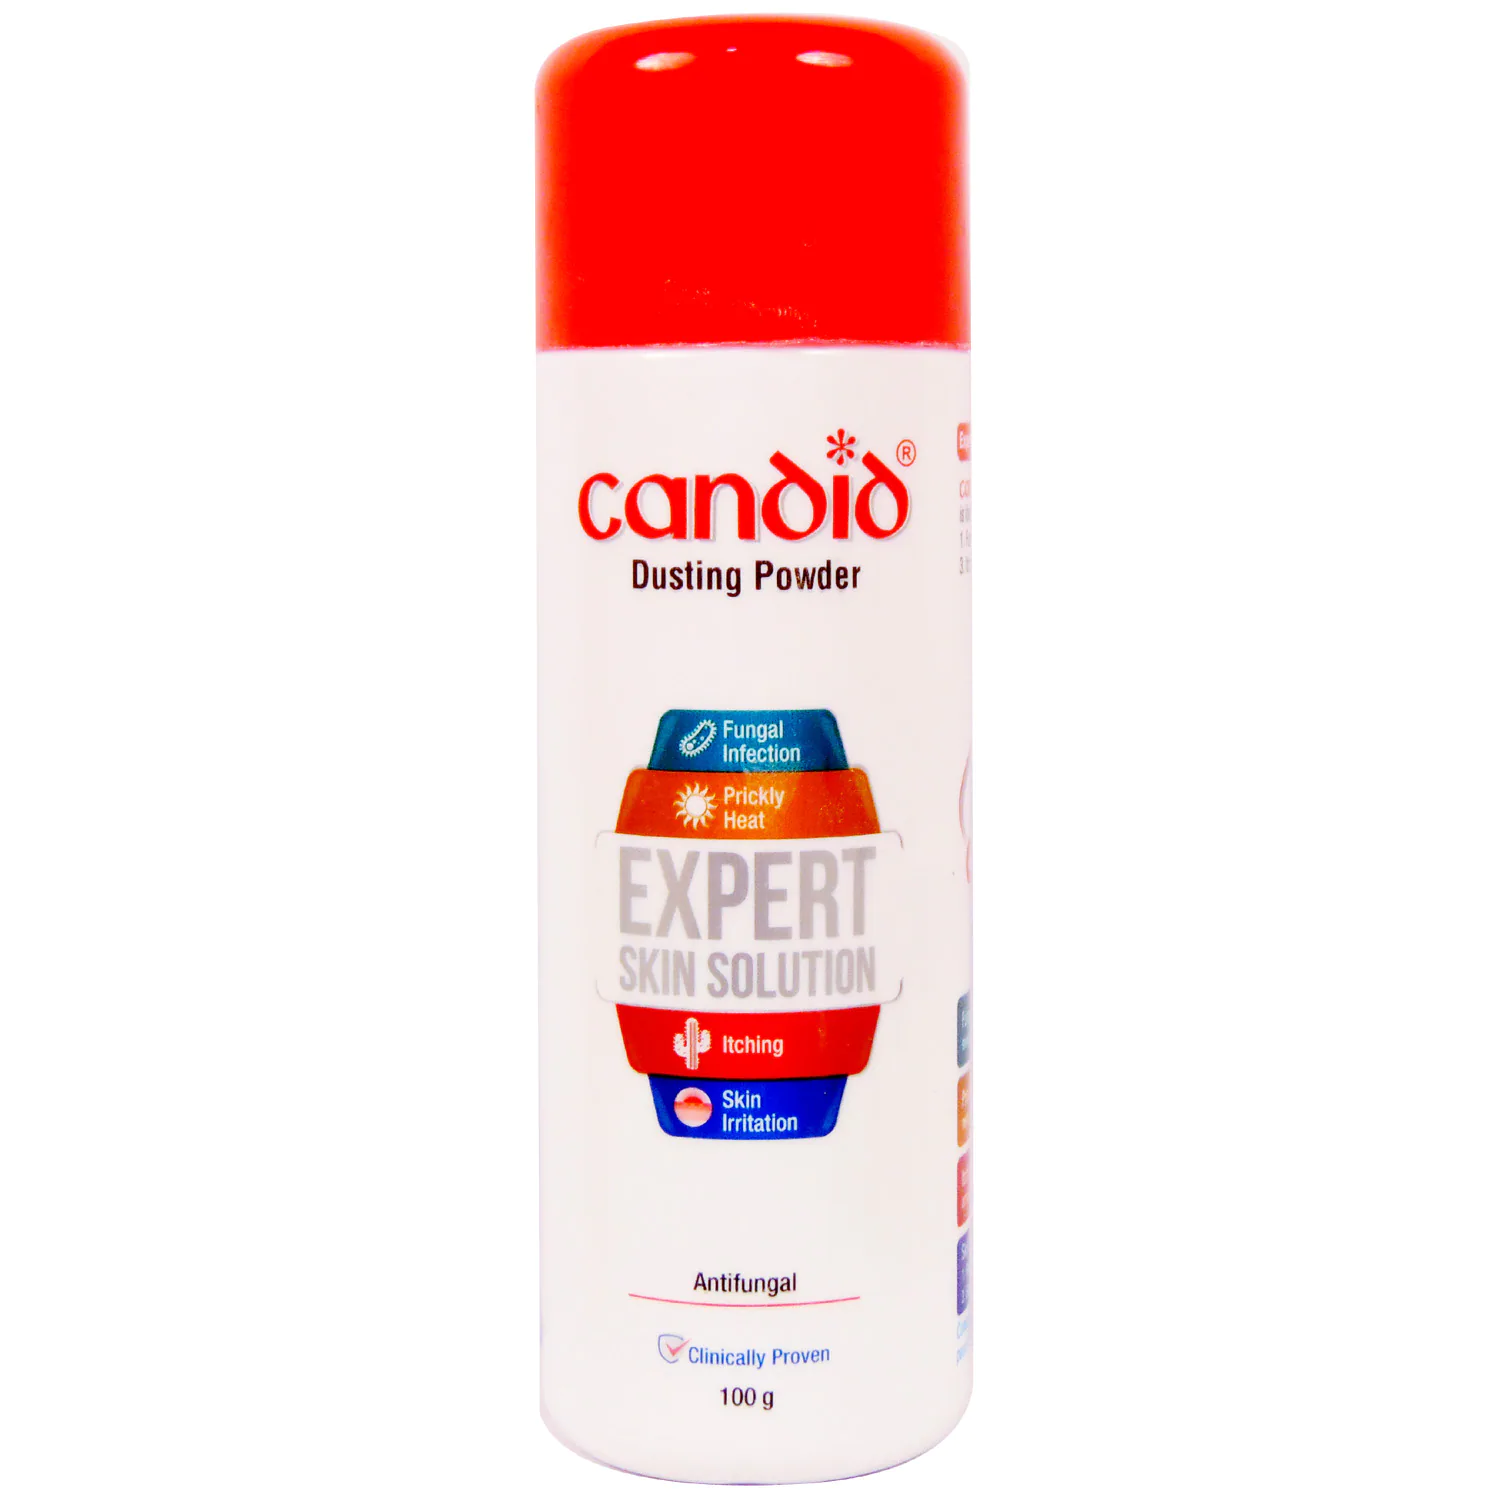 candid®
Dusting Powder
Fungal
Infection
Prickly
Heat
EXPERT
SKIN SOLUTION
Itching
Skin
Irritation
Antifungal
Clinically Proven
100 g